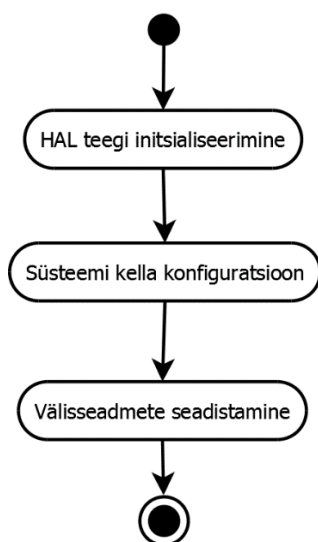 HAL teegi initsialiseerimine
Süsteemi kella konfiguratsioon
Välisseadmete seadistamine